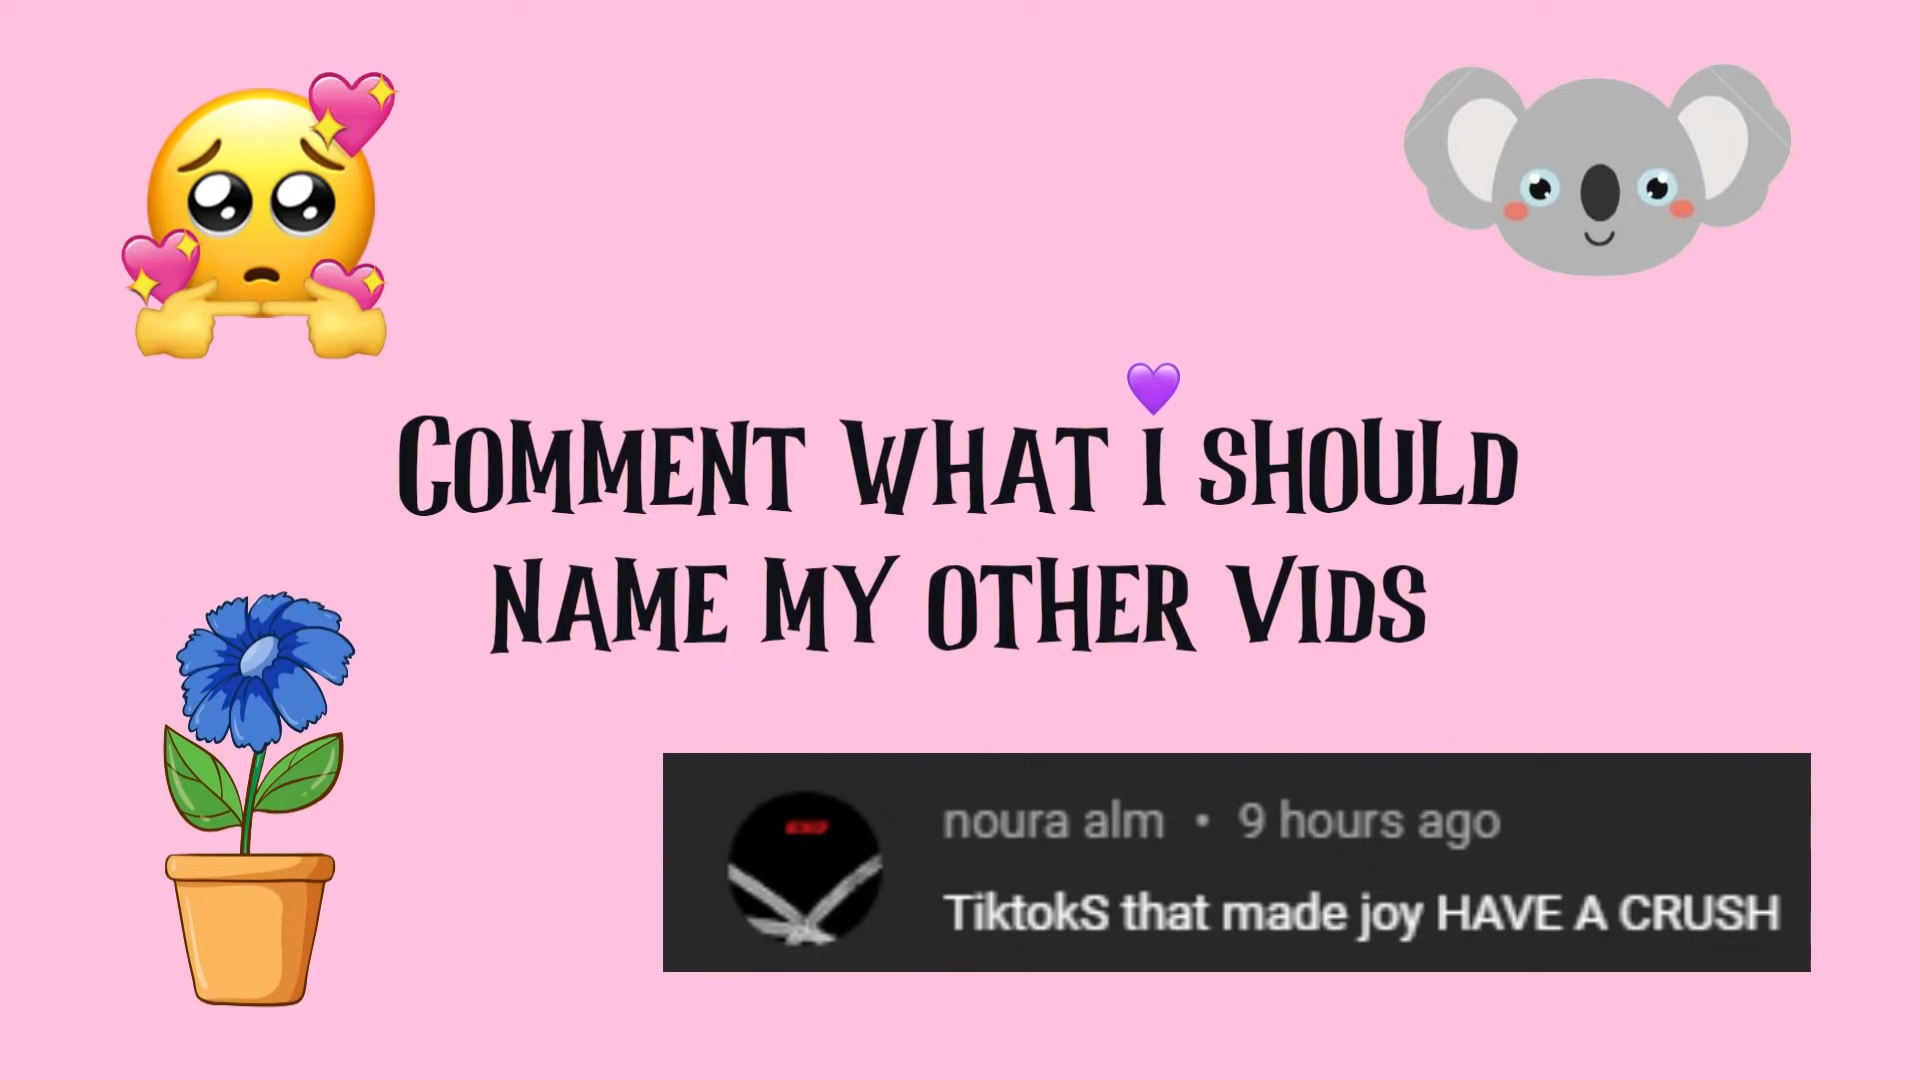 Comment what i should
name my other vids
noura alm • 9 hours ago
TiktokS that made joy HAVE A CRUSH